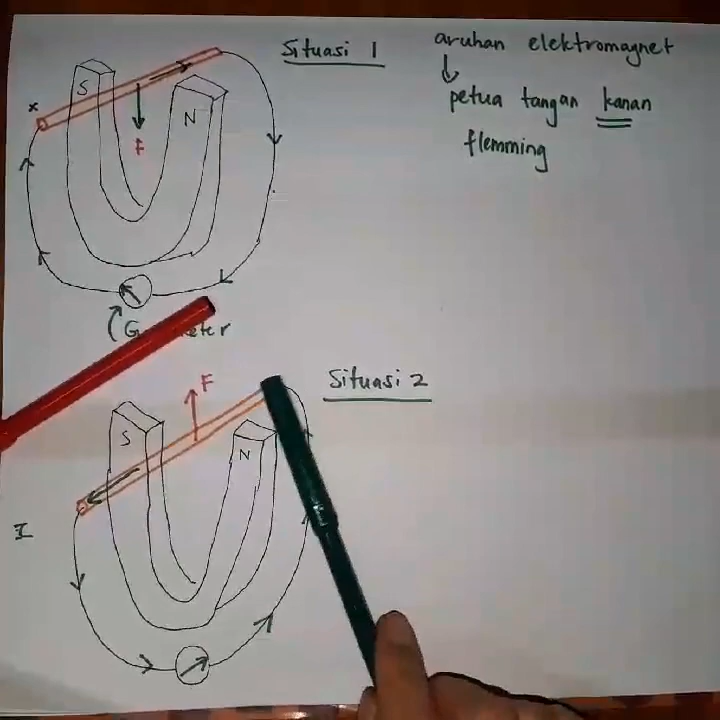 Situasi 1
aruhan elektromagnet
petua tangan kanan
flemming
S
N
x
F
Situasi 2
F
S
N
I